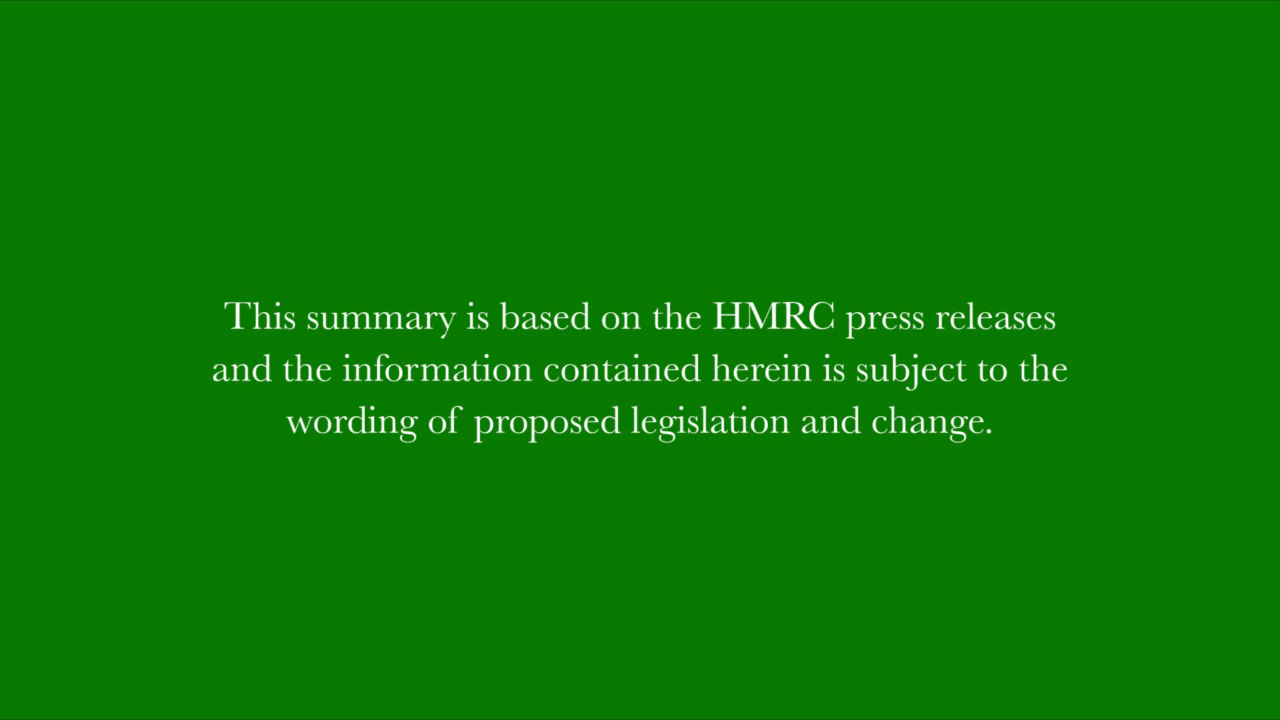 This summary is based on the HMRC press releases
and the information contained herein is subject to the
wording of proposed legislation and change.